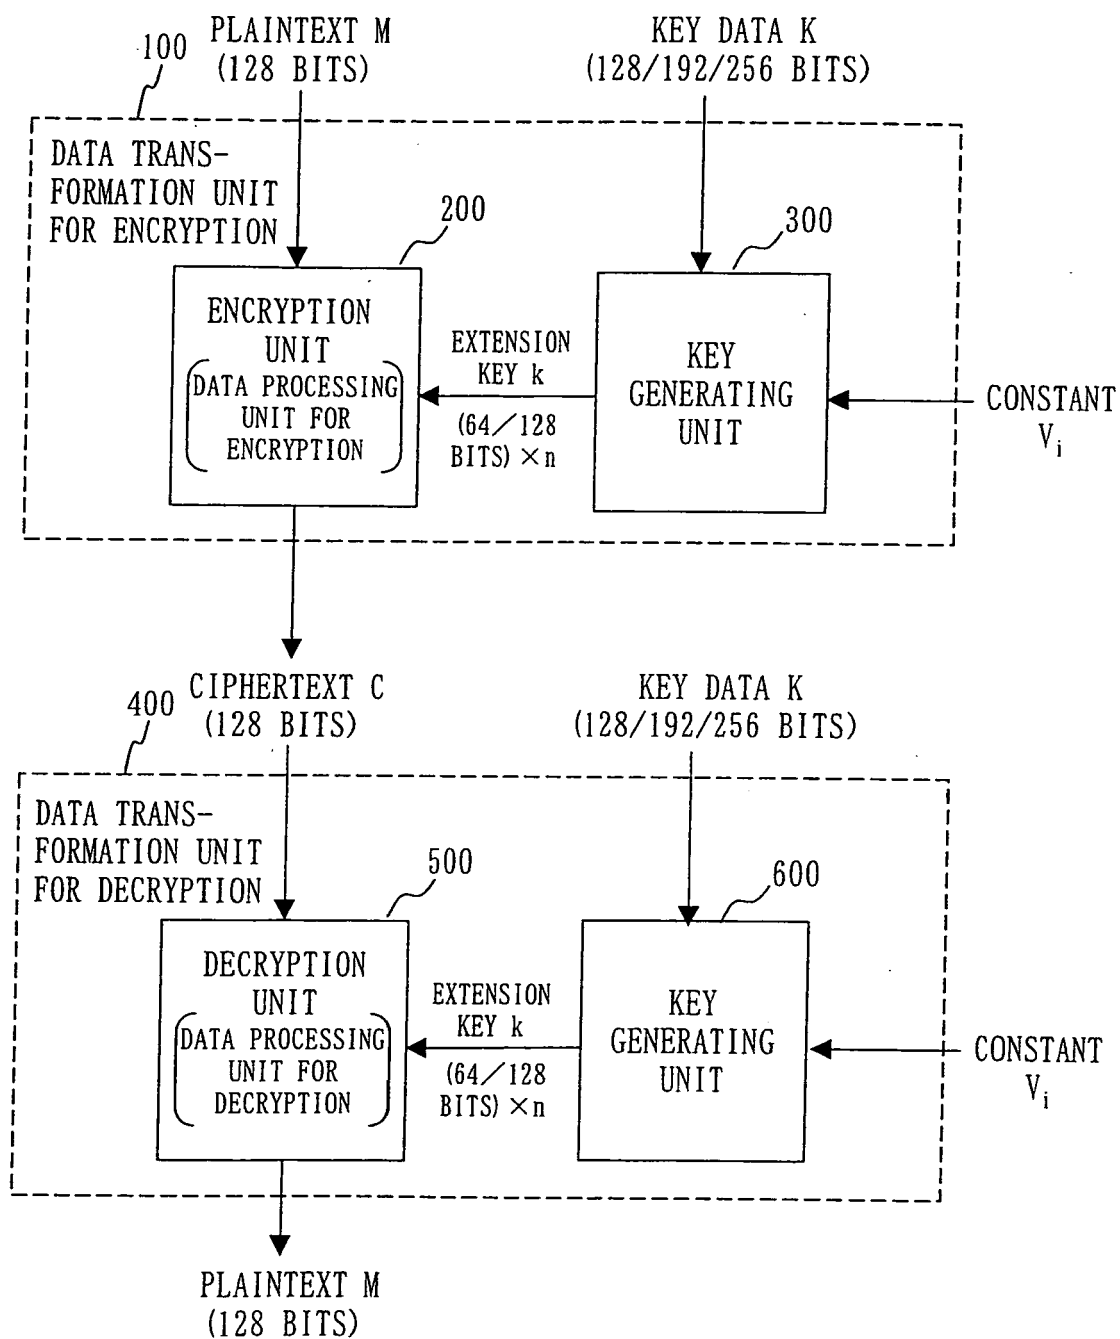 PLAINTEXT M
(128 BITS)
KEY DATA K
(128/192/256 BITS)
100
DATA TRANS-
FORMATION UNIT
FOR ENCRYPTION
200
300
ENCRYPTION
UNIT
DATA PROCESSING
UNIT FOR
ENCRYPTION
EXTENSION
KEY k
(64/128
BITS)×n
KEY
GENERATING
UNIT
CONSTANT
Vi
CIPHERTEXT C
(128 BITS)
KEY DATA K
(128/192/256 BITS)
400
DATA TRANS-
FORMATION UNIT
FOR DECRYPTION
500
600
DECRYPTION
UNIT
DATA PROCESSING
UNIT FOR
DECRYPTION
EXTENSION
KEY k
(64/128
BITS)×n
KEY
GENERATING
UNIT
CONSTANT
Vi
PLAINTEXT M
(128 BITS)